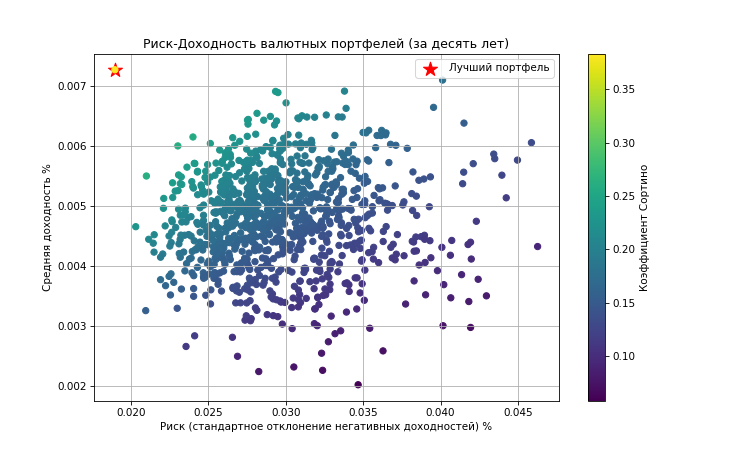 Риск-Доходность валютных портфелей (за десять лет)
Лучший портфель
Средняя доходность %
0.007
0.006
0.005
0.004
0.003
0.002
0.020 0.025 0.030 0.035 0.040 0.045
Риск (стандартное отклонение негативных доходностей) %
0.35
0.30
0.25
0.20
0.15
0.10
Коэффициент Сортино